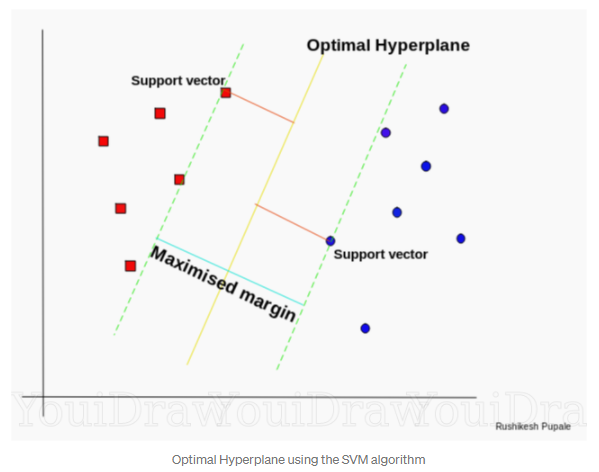 Optimal Hyperplane
Support vector
Support vector
Maximised margin
YouiDrawYouiDrawYouiDra
Rushikesh Pupale
Optimal Hyperplane using the SVM algorithm